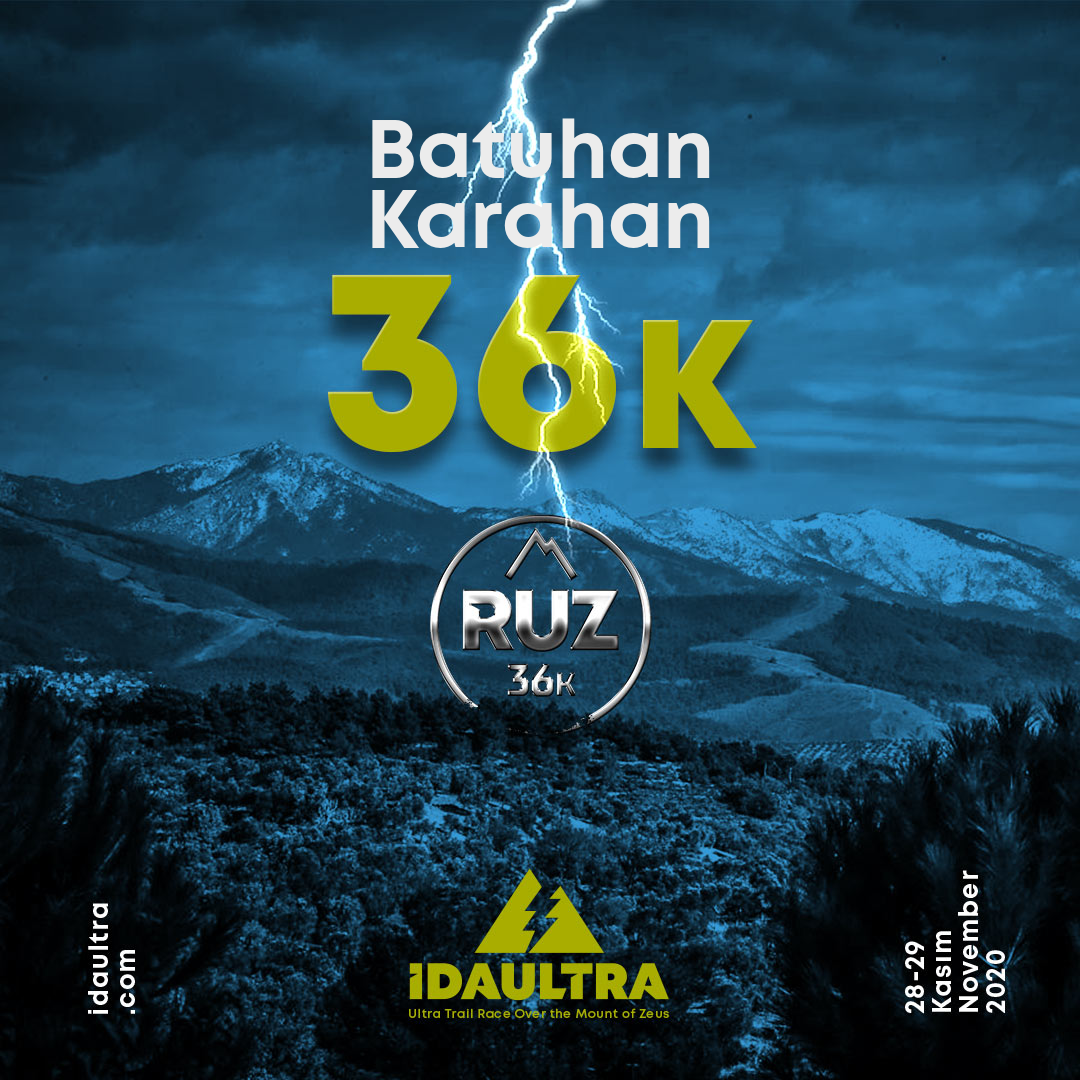 Batuhan
Karahan
36K
RUZ
36K
idaultra
.com
iDAULTRA
Ultra Trail Race Over the Mount of Zeus
28-29
Kasım
November
2020